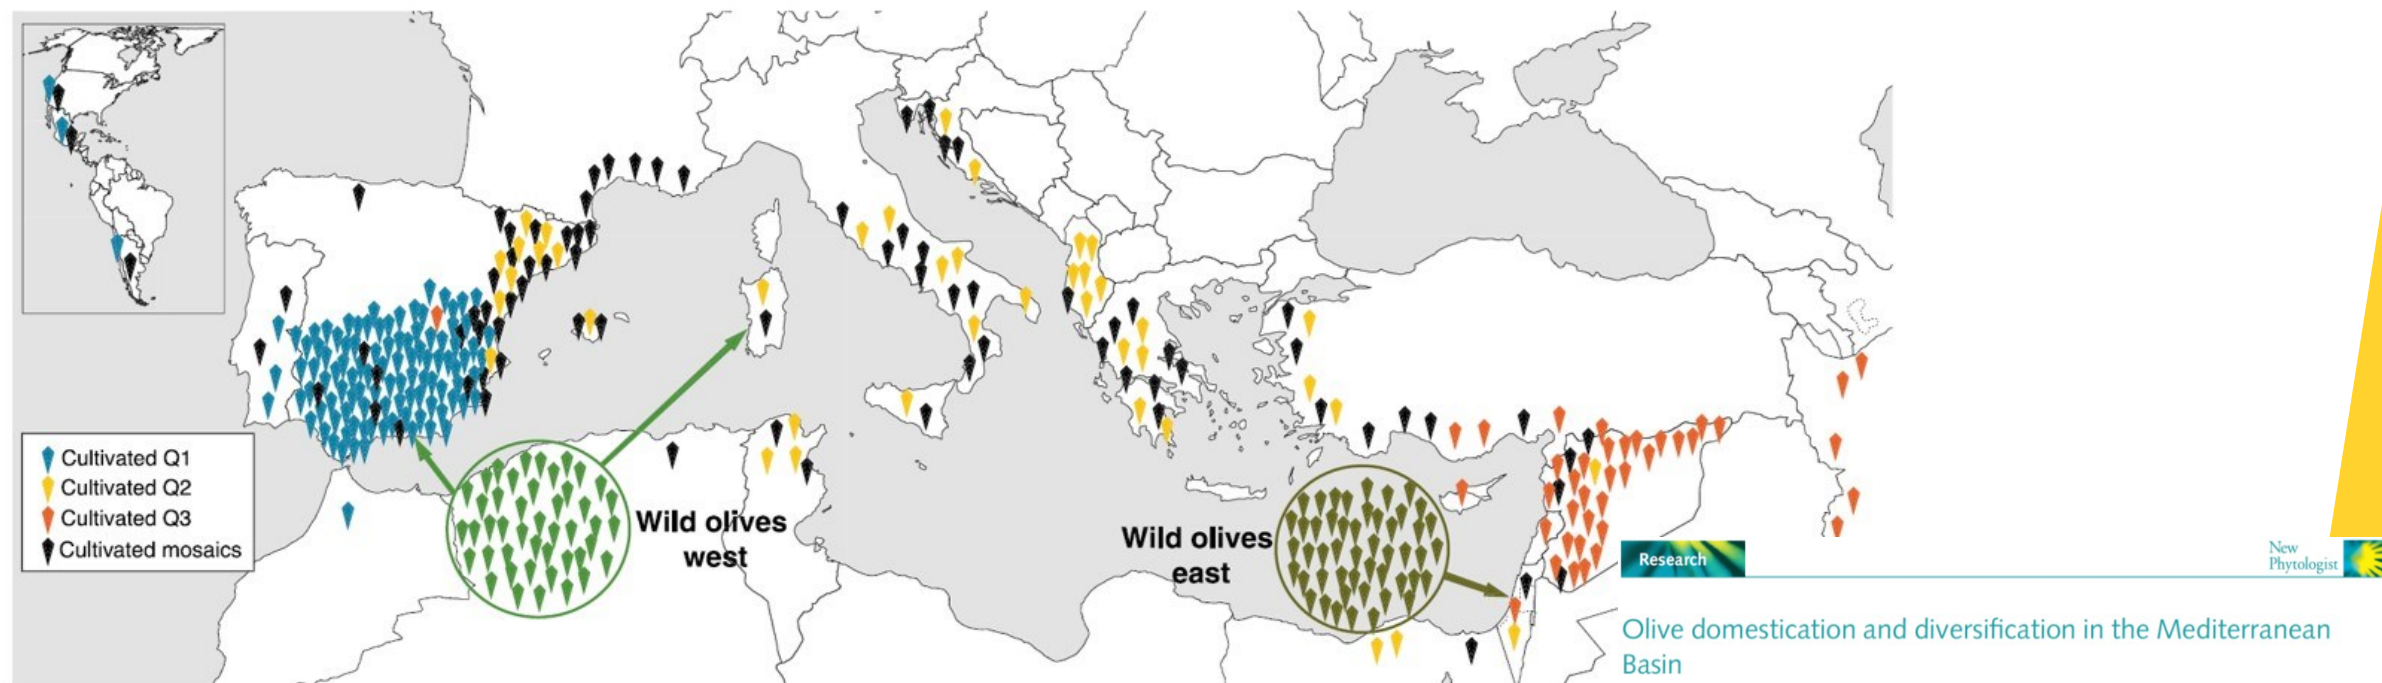 Cultivated Q1
Cultivated Q2
Cultivated Q3
Cultivated mosaics
Wild olives
west
Wild olives
east
Research
New
Phytologist
Olive domestication and diversification in the Mediterranean
Basin